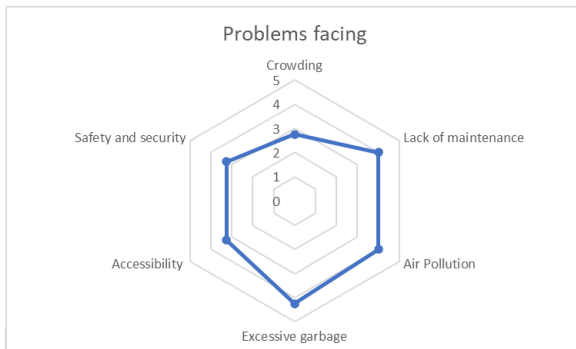 Problems facing
Crowding
5
4
3
2
1
0
Safety and security
Lack of maintenance
Accessibility
Air Pollution
Excessive garbage